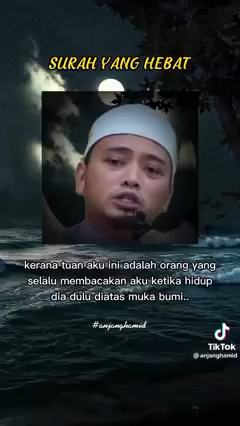 SURAH YANG HEBAT
kerana tuan aku ini adalah orang yang
selalu membacakan aku ketika hidup
dia dulu diatas muka bumi..
#anjanghamid
TikTok
@anjanghamid